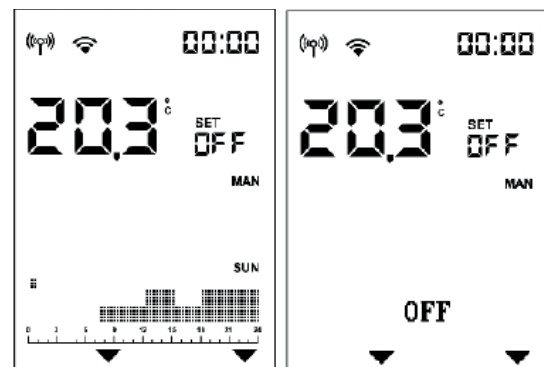 00:00
20.3 °C
SET
OFF
MAN
SUN
0 3 6 9 12 15 18 21 24
00:00
20.3 °C
SET
OFF
MAN
OFF